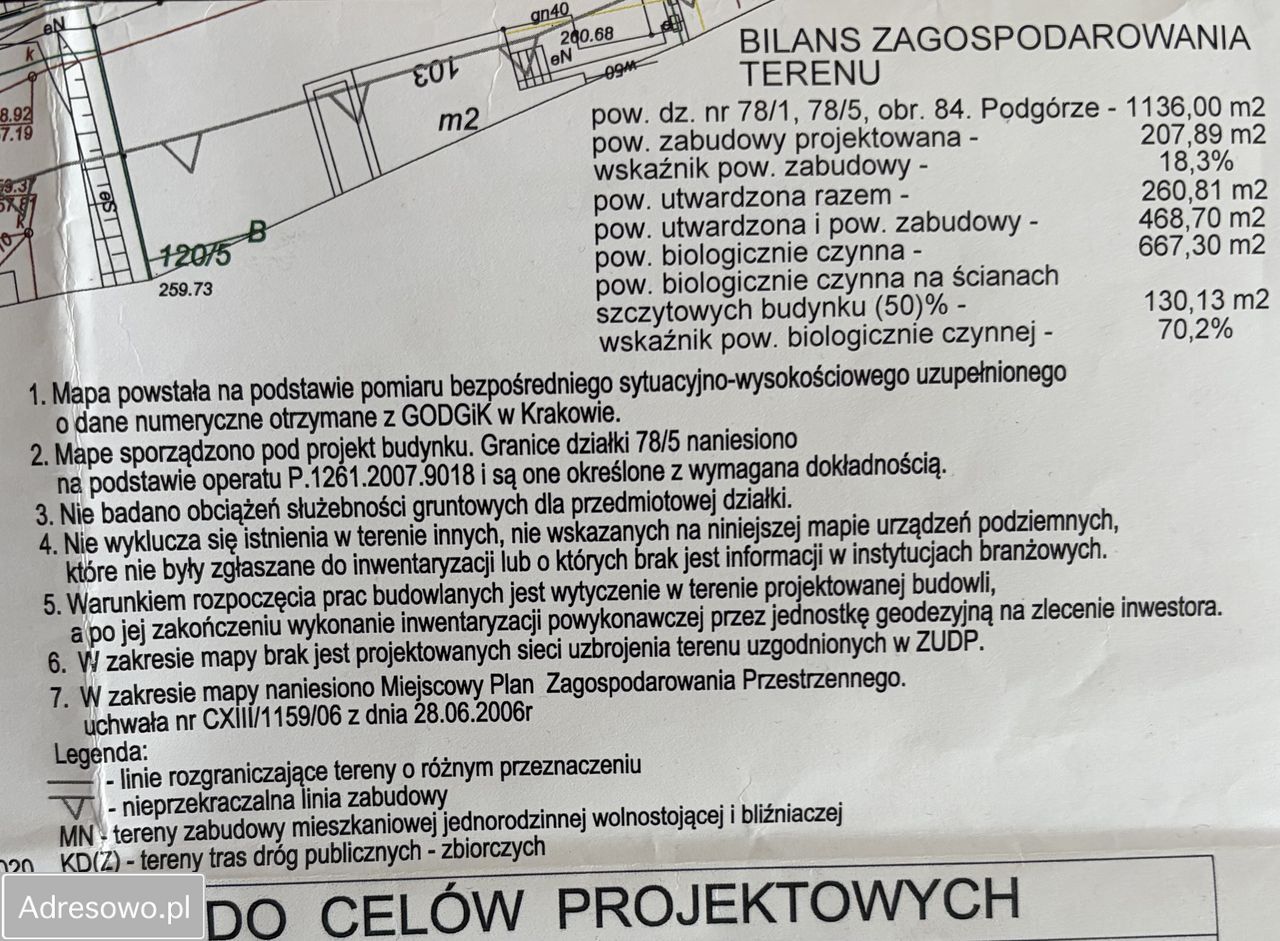 eN
gn40
260.68
eN
w60
103
m2
k
8.92
7.19
eS
120/5
B
259.73
BILANS ZAGOSPODAROWANIA
TERENU
pow. dz. nr 78/1, 78/5, obr. 84. Podgórze - 1136,00 m2
pow. zabudowy projektowana - 207,89 m2
wskaźnik pow. zabudowy - 18,3%
pow. utwardzona razem - 260,81 m2
pow. utwardzona i pow. zabudowy - 468,70 m2
pow. biologicznie czynna - 667,30 m2
pow. biologicznie czynna na ścianach
szczytowych budynku (50)% - 130,13 m2
wskaźnik pow. biologicznie czynnej - 70,2%
1. Mapa powstała na podstawie pomiaru bezpośredniego sytuacyjno-wysokościowego uzupełnionego
o dane numeryczne otrzymane z GODGiK w Krakowie.
2. Mape sporządzono pod projekt budynku. Granice działki 78/5 naniesiono
na podstawie operatu P.1261.2007.9018 i są one określone z wymagana dokładnością.
3. Nie badano obciążeń służebności gruntowych dla przedmiotowej działki.
4. Nie wyklucza się istnienia w terenie innych, nie wskazanych na niniejszej mapie urządzeń podziemnych,
które nie były zgłaszane do inwentaryzacji lub o których brak jest informacji w instytucjach branżowych.
5. Warunkiem rozpoczęcia prac budowlanych jest wytyczenie w terenie projektowanej budowli,
a po jej zakończeniu wykonanie inwentaryzacji powykonawczej przez jednostkę geodezyjną na zlecenie inwestora.
6. W zakresie mapy brak jest projektowanych sieci uzbrojenia terenu uzgodnionych w ZUDP.
7. W zakresie mapy naniesiono Miejscowy Plan Zagospodarowania Przestrzennego.
uchwała nr CXIII/1159/06 z dnia 28.06.2006r
Legenda:
- linie rozgraniczające tereny o różnym przeznaczeniu
- nieprzekraczalna linia zabudowy
MN - tereny zabudowy mieszkaniowej jednorodzinnej wolnostojącej i bliźniaczej
KD(Z) - tereny tras dróg publicznych - zbiorczych
020
Adresowo.pl
DO CELÓW PROJEKTOWYCH